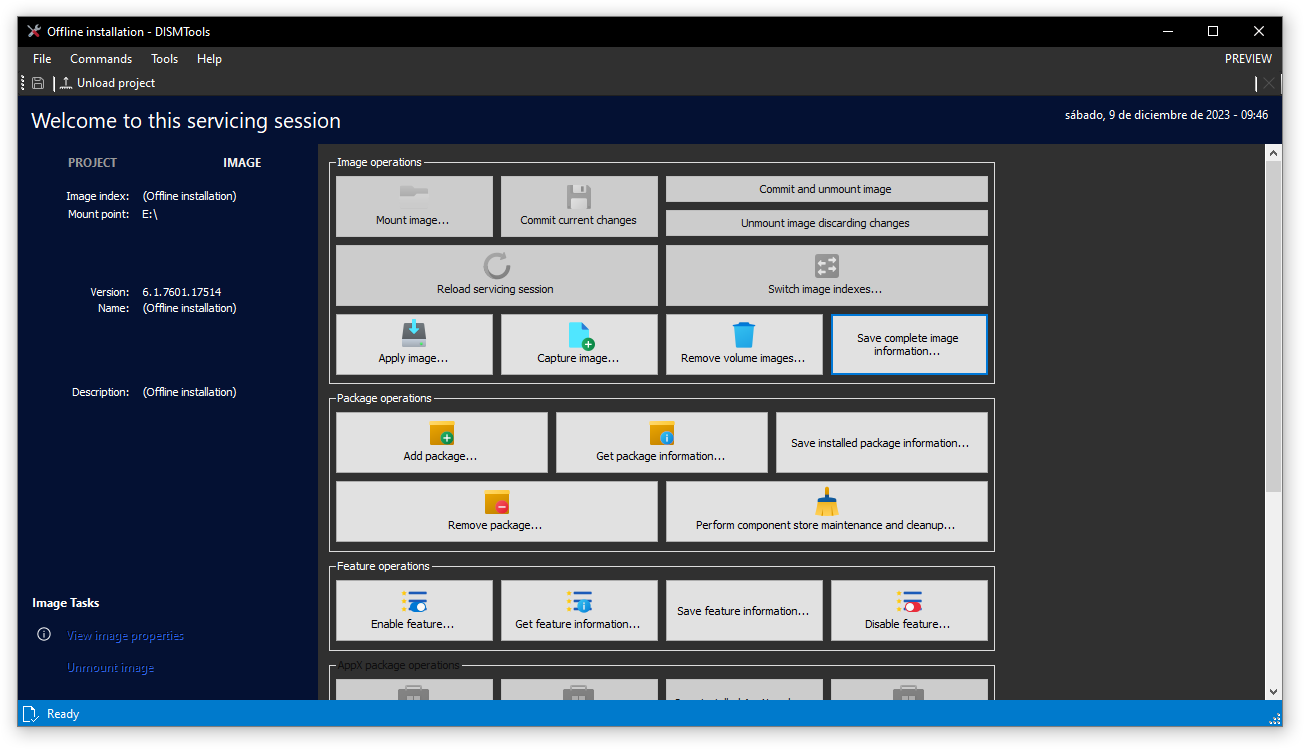 Offline installation - DISMTools
File Commands Tools Help PREVIEW
Unload project
Welcome to this servicing session
sábado, 9 de diciembre de 2023 - 09:46
PROJECT IMAGE
Image index: (Offline installation)
Mount point: E:\
Version: 6.1.7601.17514
Name: (Offline installation)
Description: (Offline installation)
Image Tasks
View image properties
Unmount image
Image operations
Mount image...
Commit current changes
Commit and unmount image
Unmount image discarding changes
Reload servicing session
Switch image indexes...
Apply image...
Capture image...
Remove volume images...
Save complete image
information...
Package operations
Add package...
Get package information...
Save installed package information...
Remove package...
Perform component store maintenance and cleanup...
Feature operations
Enable feature...
Get feature information...
Save feature information...
Disable feature...
AppX package operations
Ready